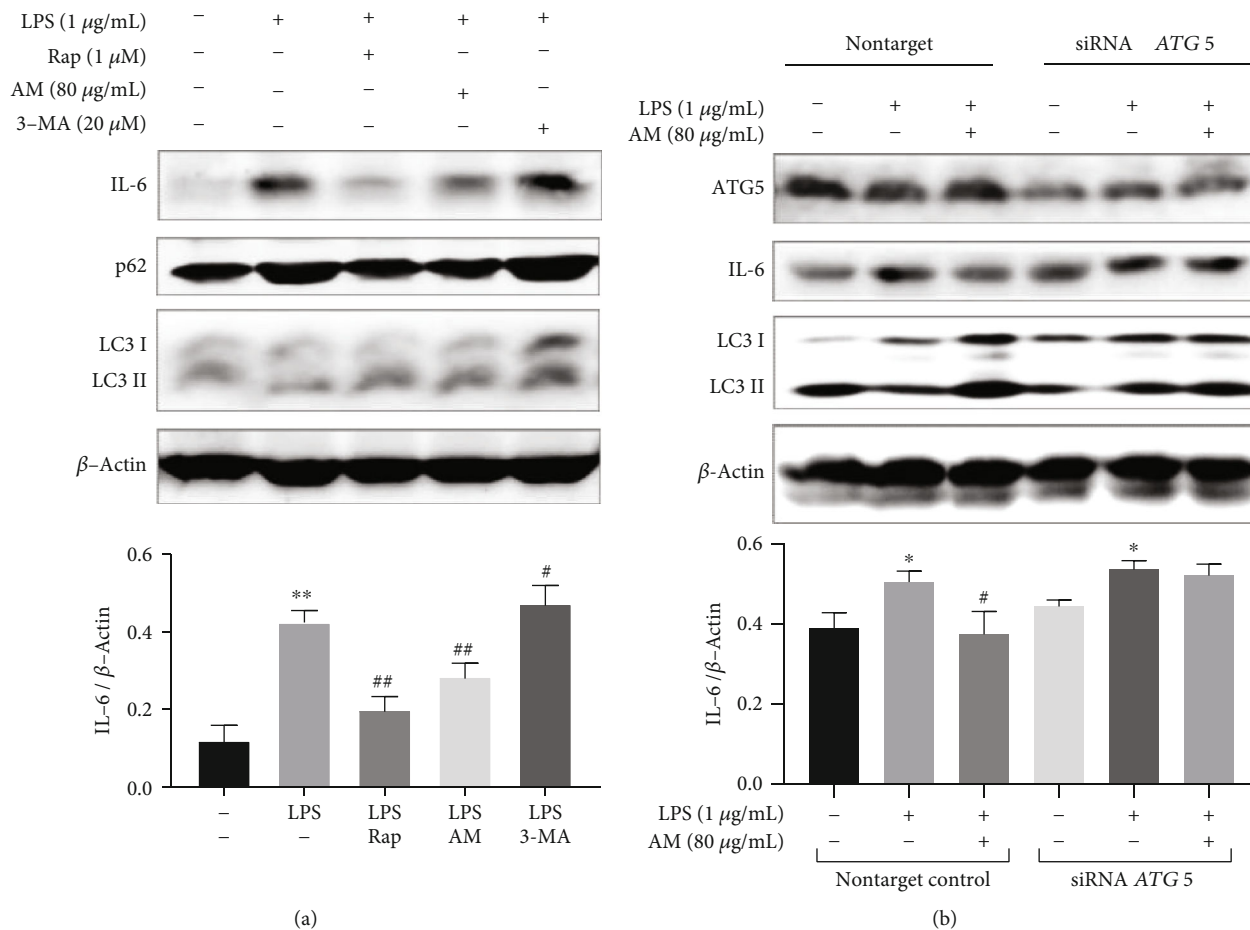 LPS (1 μg/mL) – + + + +
Rap (1 μM) – – + – –
AM (80 μg/mL) – – – + –
3–MA (20 μM) – – – – +
IL-6
p62
LC3 I
LC3 II
β–Actin
IL–6 / β–Actin
0.6
0.4
0.2
0.0
**
##
##
#
– LPS LPS LPS LPS
– – Rap AM 3-MA
(a)
Nontarget siRNA ATG 5
LPS (1 μg/mL) – + + – + +
AM (80 μg/mL) – – + – – +
ATG5
IL-6
LC3 I
LC3 II
β-Actin
IL–6 /β–Actin
0.6
0.4
0.2
0.0
*
#
*
LPS (1 μg/mL) – + + – + +
AM (80 μg/mL) – – + – – +
Nontarget control siRNA ATG 5
(b)